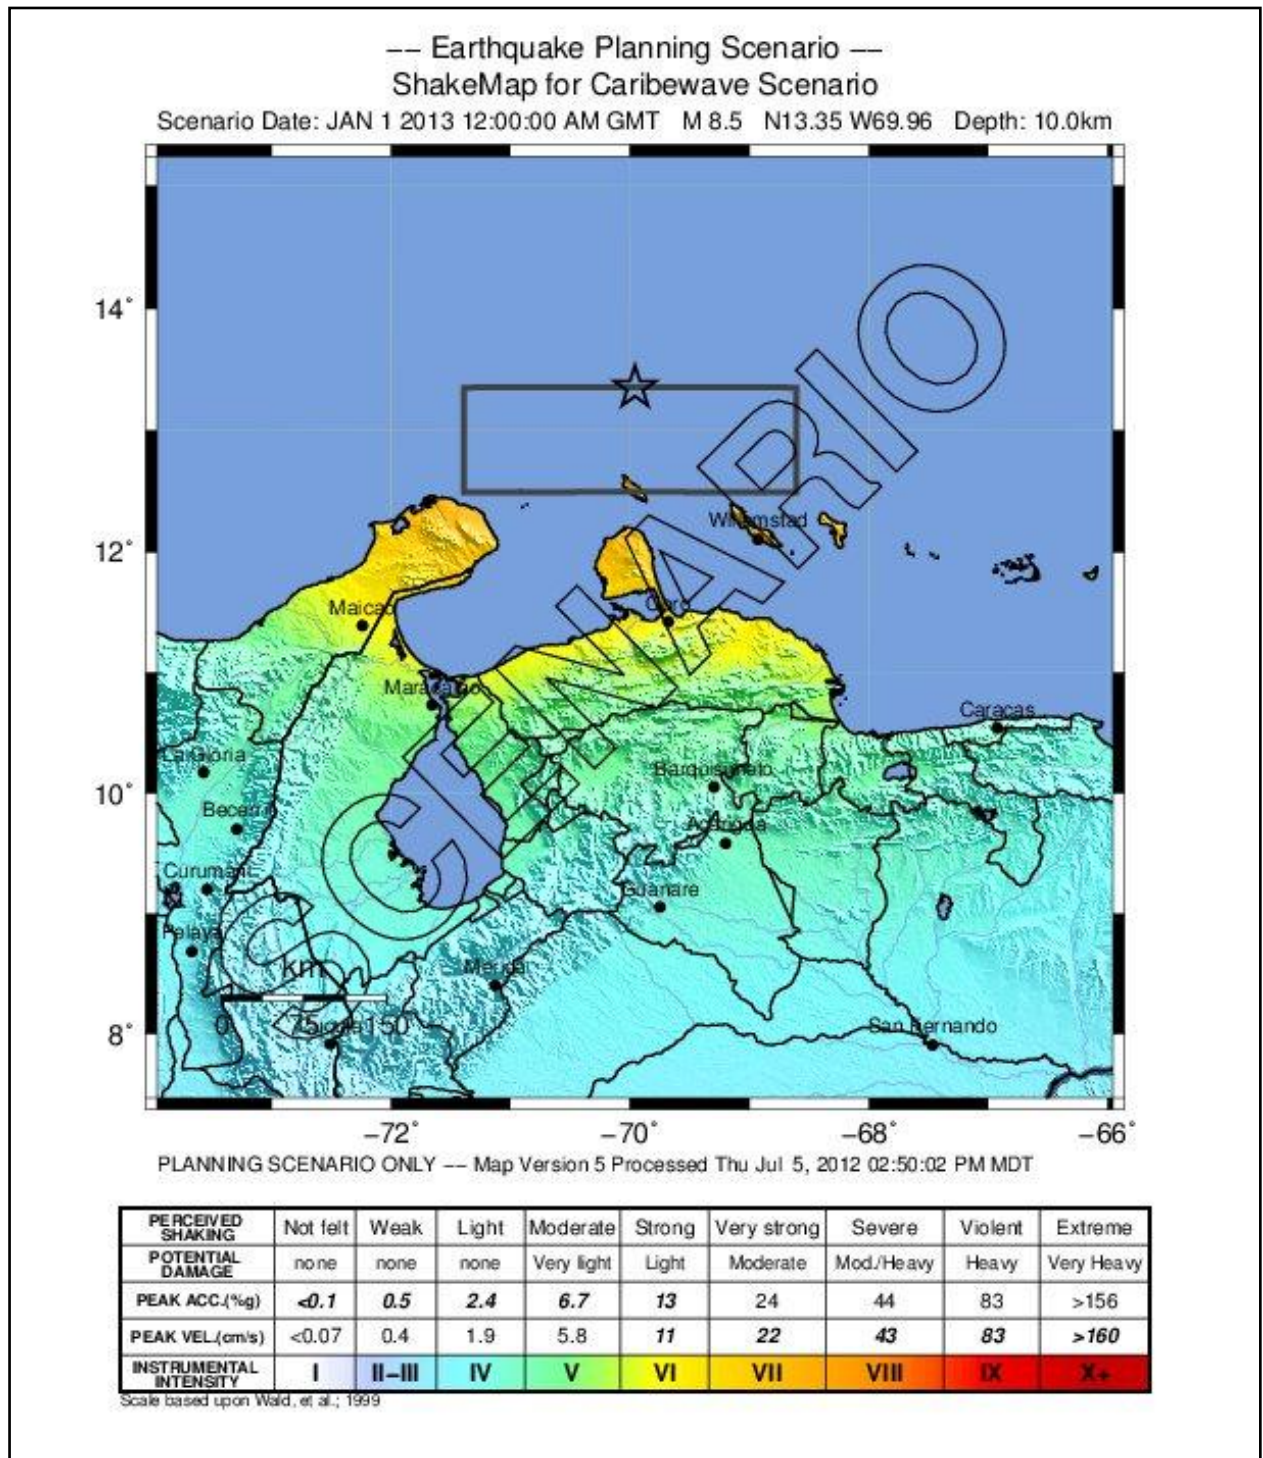 −− Earthquake Planning Scenario −−
ShakeMap for Caribewave Scenario
Scenario Date: JAN 1 2013 12:00:00 AM GMT M 8.5 N13.35 W69.96 Depth: 10.0km
14˚
12˚
10˚
8˚
SCENARIO
Willemstad
Coro
Maicao
Maracaibo
Caracas
La Gloria
Barquisimeto
Becerril
Acarigua
Curumani
Guanare
Pelaya
km
Merida
0 75 150
San Fernando
−72˚ −70˚ −68˚ −66˚
PLANNING SCENARIO ONLY −− Map Version 5 Processed Thu Jul 5, 2012 02:50:02 PM MDT
PERCEIVED SHAKING Not felt Weak Light Moderate Strong Very strong Severe Violent Extreme
POTENTIAL DAMAGE none none none Very light Light Moderate Mod./Heavy Heavy Very Heavy
PEAK ACC.(%g) <0.1 0.5 2.4 6.7 13 24 44 83 >156
PEAK VEL.(cm/s) <0.07 0.4 1.9 5.8 11 22 43 83 >160
INSTRUMENTAL INTENSITY I II−III IV V VI VII VIII IX X+
Scale based upon Wald, et al.; 1999